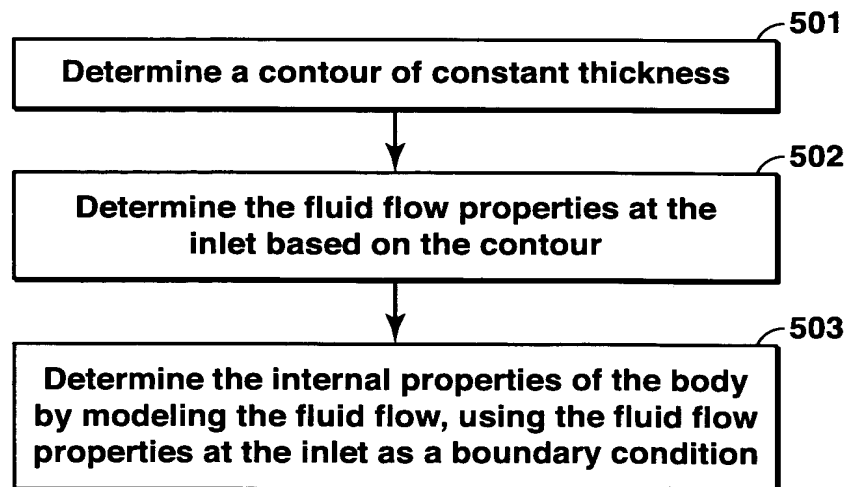 501
Determine a contour of constant thickness
502
Determine the fluid flow properties at the
inlet based on the contour
503
Determine the internal properties of the body
by modeling the fluid flow, using the fluid flow
properties at the inlet as a boundary condition